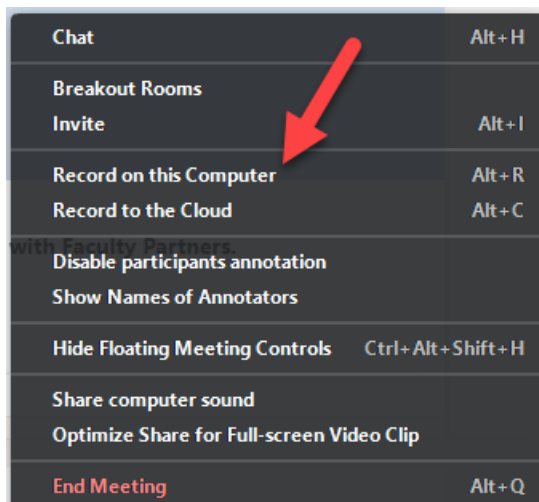 Chat Alt+H
Breakout Rooms
Invite Alt+I
Record on this Computer Alt+R
Record to the Cloud Alt+C
with Faculty Partners.
Disable participants annotation
Show Names of Annotators
Hide Floating Meeting Controls Ctrl+Alt+Shift+H
Share computer sound
Optimize Share for Full-screen Video Clip
End Meeting Alt+Q